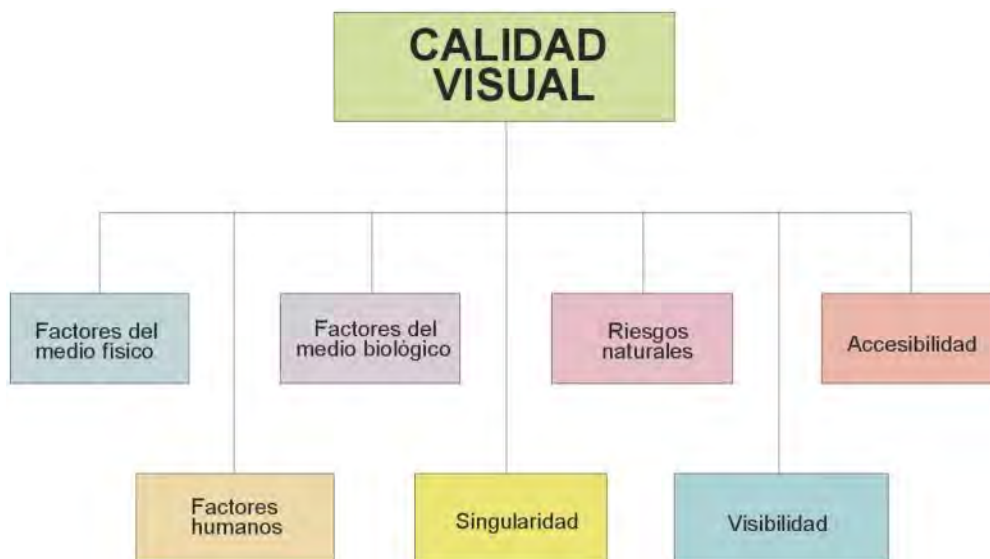 CALIDAD
VISUAL
Factores del
medio físico
Factores del
medio biológico
Riesgos
naturales
Accesibilidad
Factores
humanos
Singularidad
Visibilidad